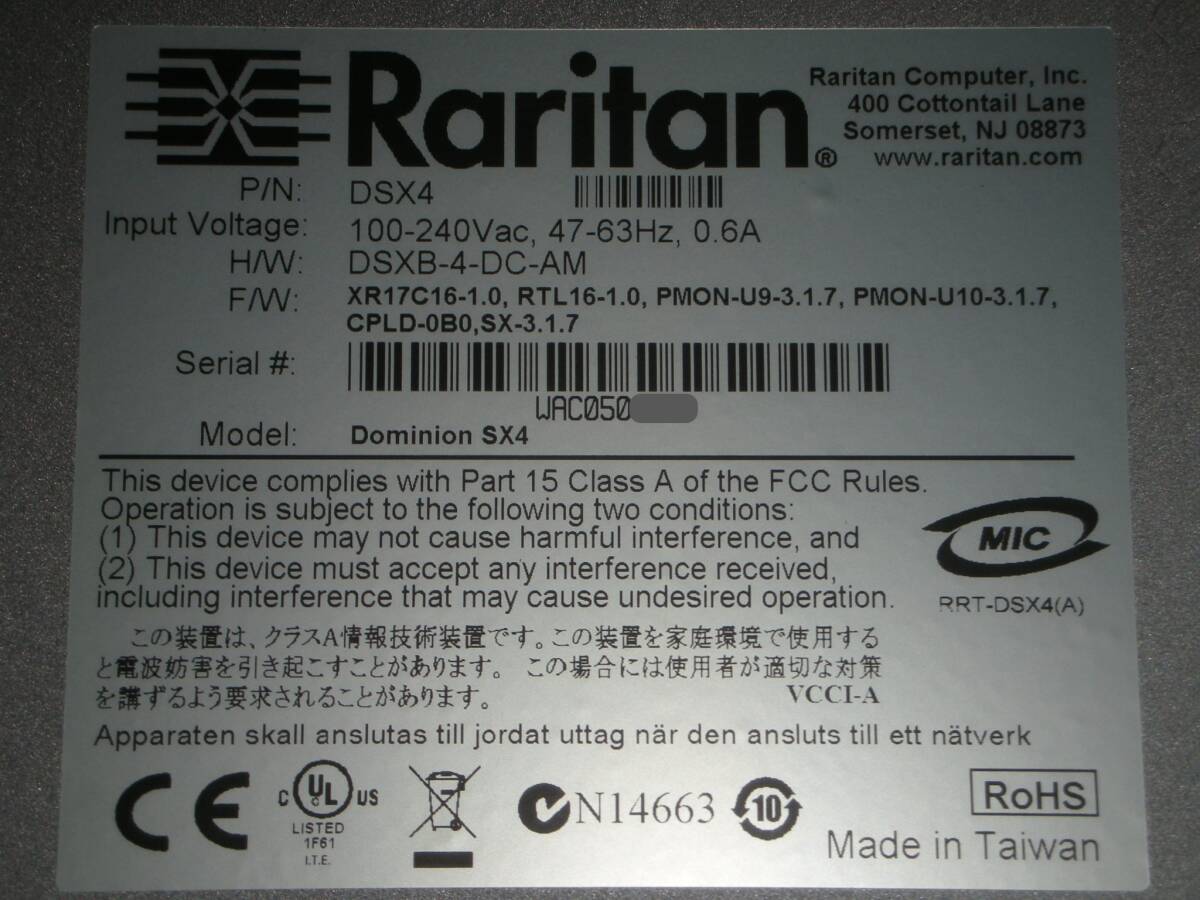 Raritan®
Raritan Computer, Inc.
400 Cottontail Lane
Somerset, NJ 08873
www.raritan.com
P/N: DSX4
Input Voltage: 100-240Vac, 47-63Hz, 0.6A
H/W: DSXB-4-DC-AM
F/W: XR17C16-1.0, RTL16-1.0, PMON-U9-3.1.7, PMON-U10-3.1.7,
CPLD-0B0,SX-3.1.7
Serial #:
WAC050
Model: Dominion SX4
This device complies with Part 15 Class A of the FCC Rules.
Operation is subject to the following two conditions:
(1) This device may not cause harmful interference, and
(2) This device must accept any interference received,
including interference that may cause undesired operation.
MIC
RRT-DSX4(A)
この装置は、クラスA情報技術装置です。この装置を家庭環境で使用する
と電波妨害を引き起こすことがあります。 この場合には使用者が適切な対策
を講ずるよう要求されることがあります。 VCCI-A
Apparaten skall anslutas till jordat uttag när den ansluts till ett nätverk
CE
C UL US
LISTED
1F61
I.T.E.
N14663
10
RoHS
Made in Taiwan